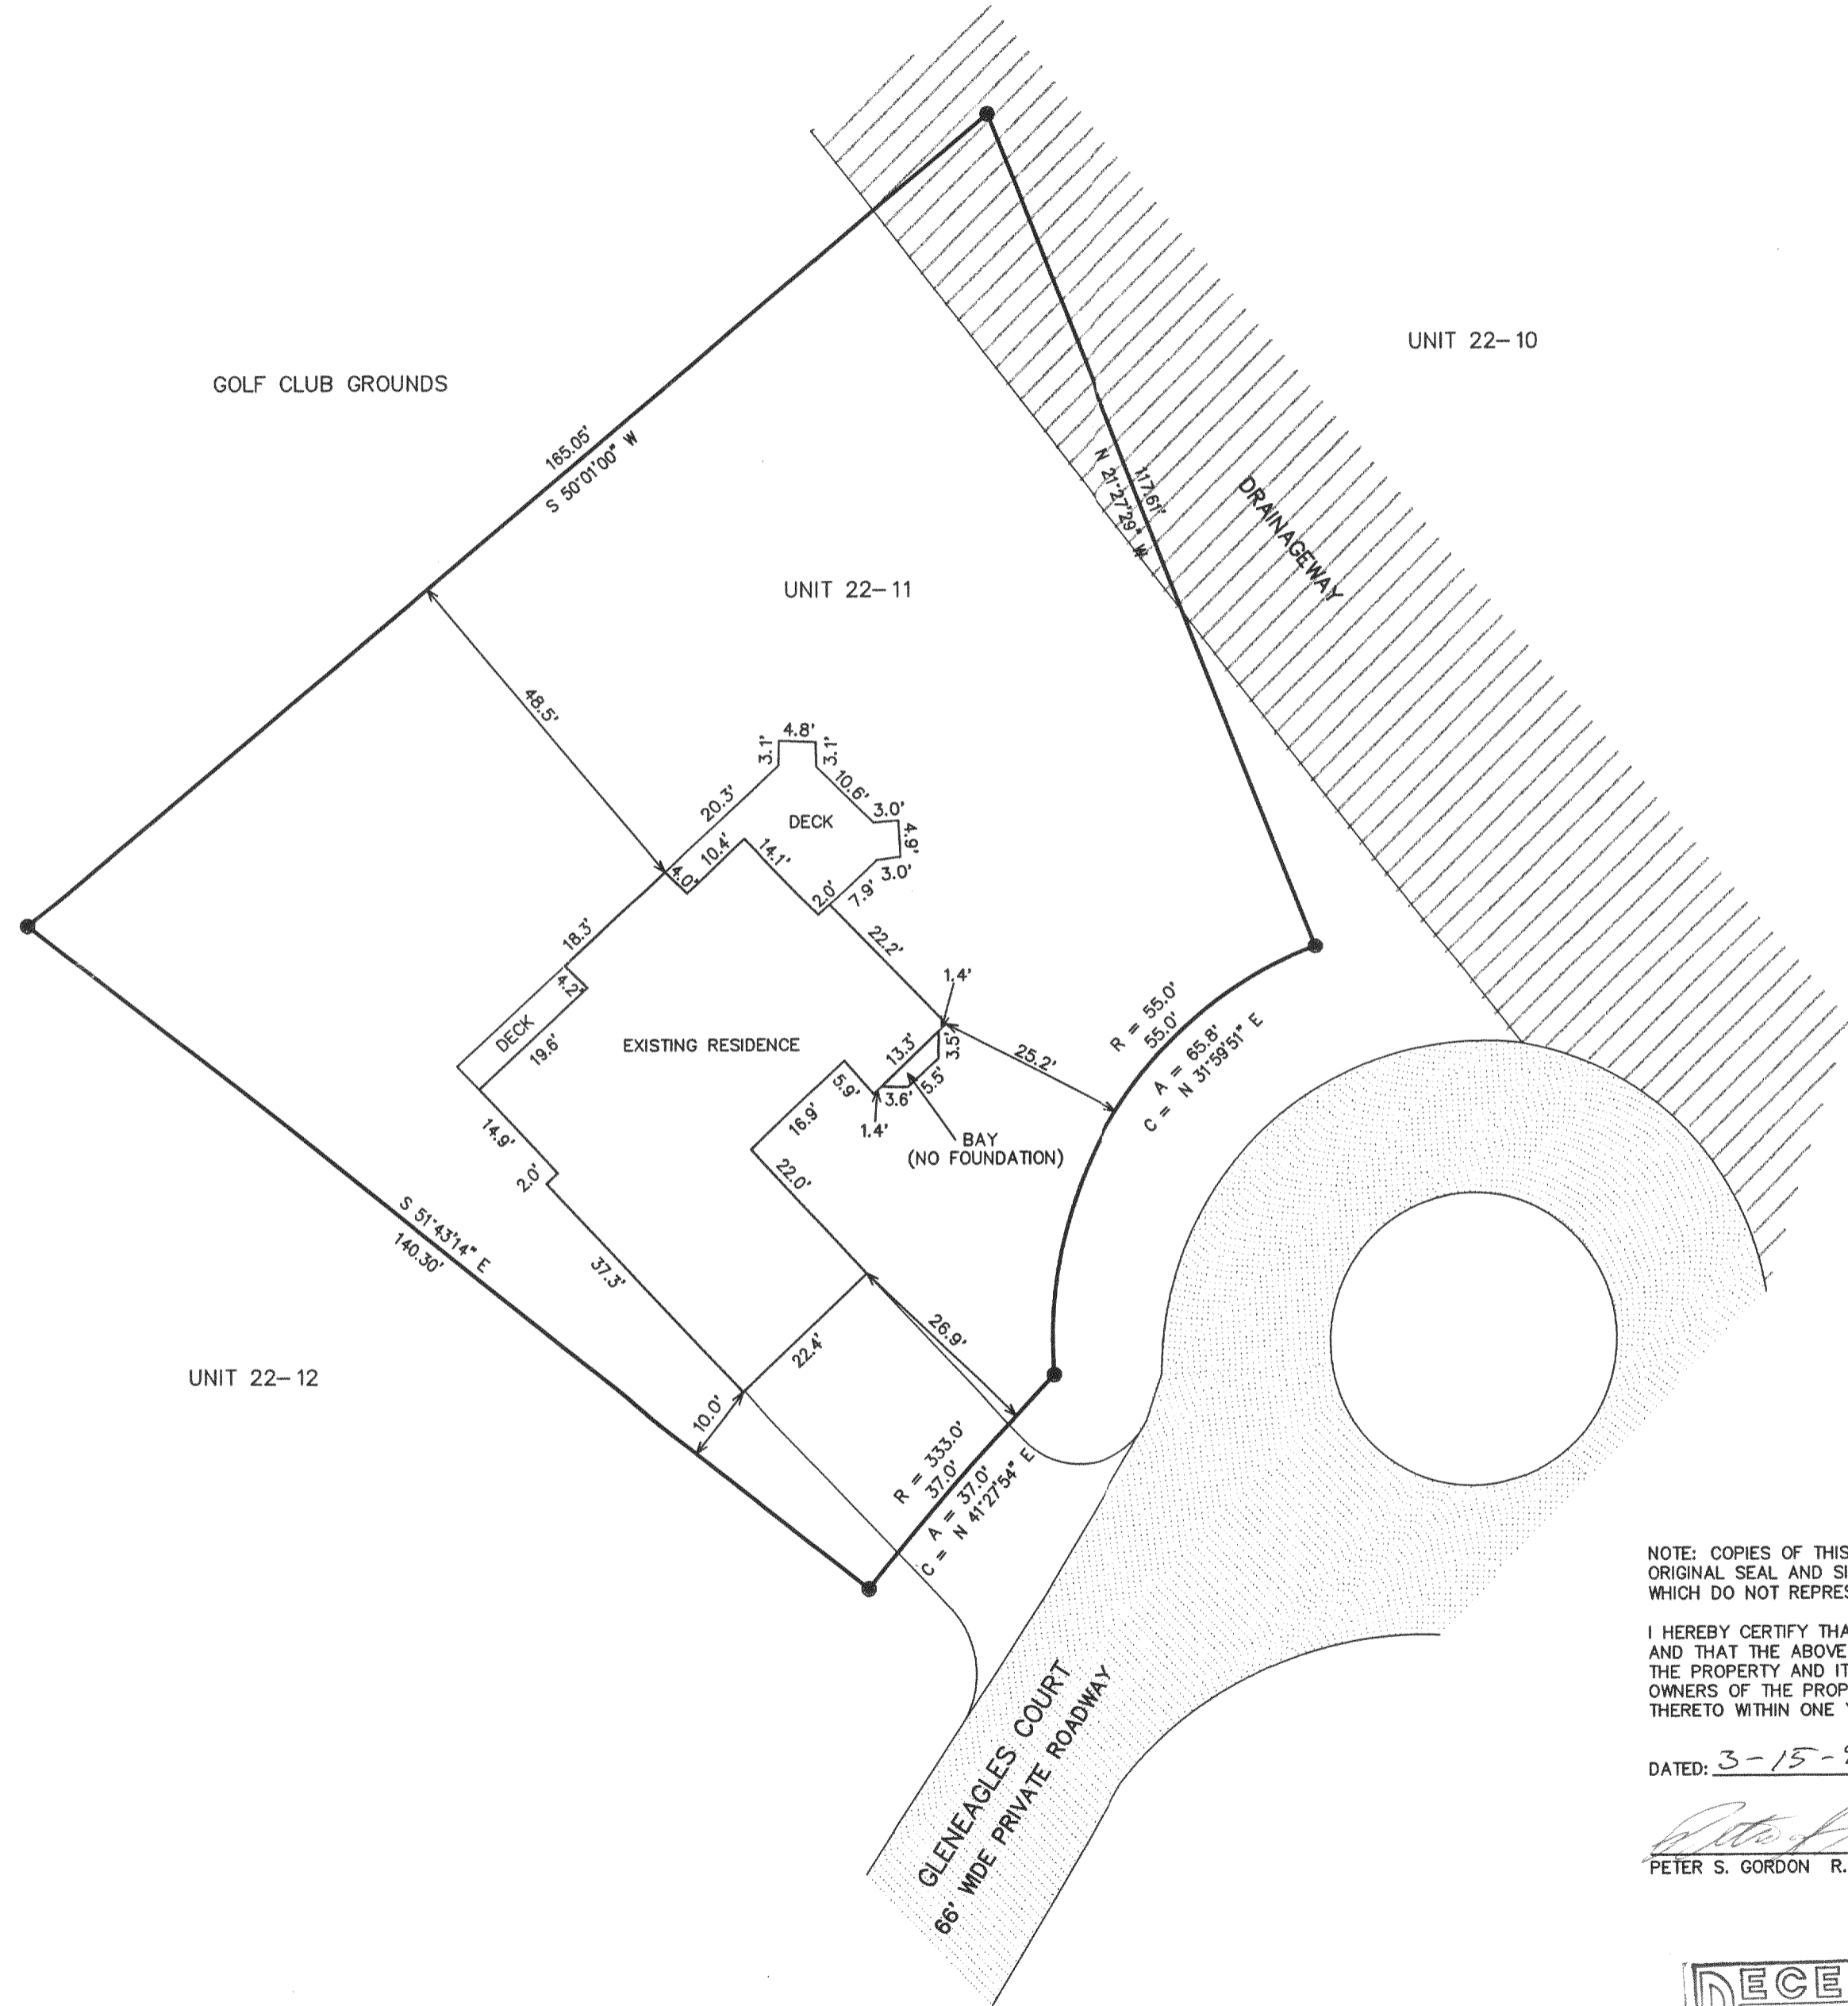 UNIT 22-10
GOLF CLUB GROUNDS
165.05'
S 50°01'00" W
117.61'
N 21°27'29" W
DRAINAGEWAY
UNIT 22-11
48.5'
4.8'
3.1'
3.1'
20.3'
10.6'
3.0'
DECK
4.9'
10.4'
14.1'
4.0'
3.0'
7.9'
2.0'
18.3'
22.2'
4.2'
1.4'
DECK
19.6'
EXISTING RESIDENCE
13.3'
3.5'
25.2'
R = 55.0'
55.0'
A = 65.8'
C = N 31°59'51" E
5.9'
5.5'
3.6'
16.9'
1.4'
14.9'
BAY
(NO FOUNDATION)
22.0'
2.0'
S 51°43'14" E
140.30'
37.3'
26.9'
22.4'
UNIT 22-12
10.0'
R = 333.0'
37.0'
A = 37.0'
C = N 41°27'54" E
GLENEAGLES COURT
66' WIDE PRIVATE ROADWAY
NOTE: COPIES OF THIS
ORIGINAL SEAL AND SI
WHICH DO NOT REPRES
I HEREBY CERTIFY THA
AND THAT THE ABOVE
THE PROPERTY AND IT
OWNERS OF THE PROP
THERETO WITHIN ONE
DATED: 3-15-
PETER S. GORDON R.
ECE